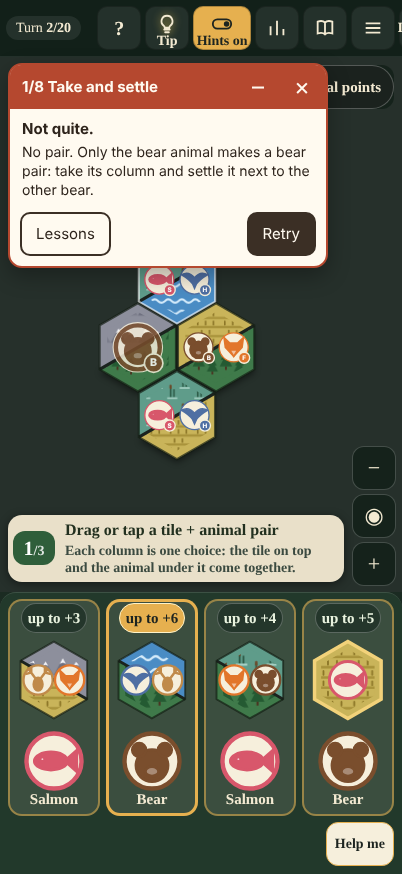 Turn 2/20
?
Tip
Hints on
1/8 Take and settle
al points
Not quite.
No pair. Only the bear animal makes a bear
pair: take its column and settle it next to the
other bear.
Lessons
Retry
S
H
B
B
F
S
H
1/3
Drag or tap a tile + animal pair
Each column is one choice: the tile on top
and the animal under it come together.
up to +3
up to +6
up to +4
up to +5
Salmon
Bear
Salmon
Bear
Help me